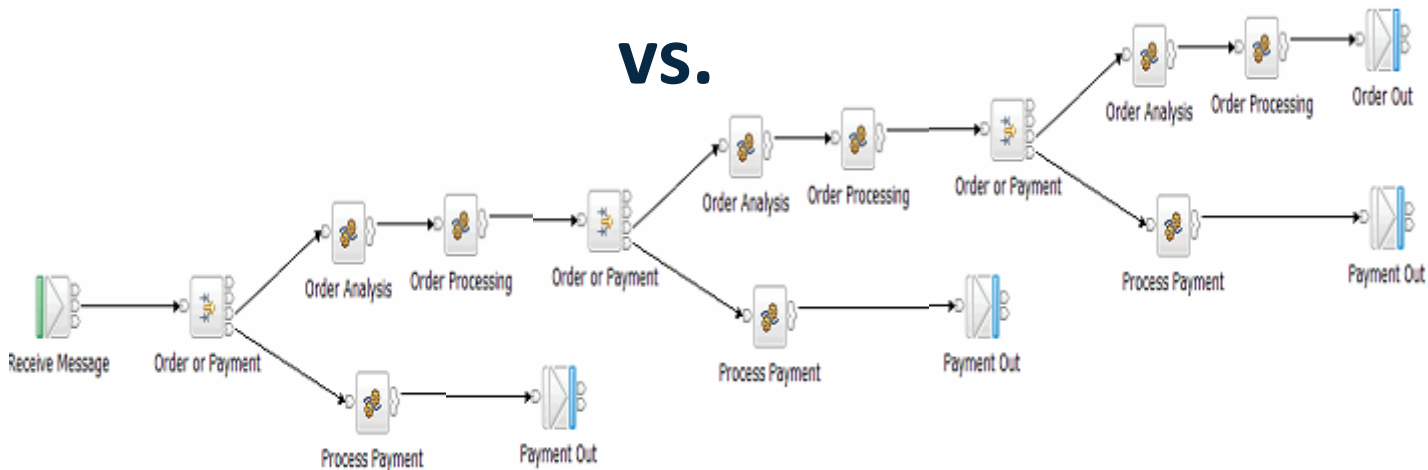 vs.
Order Analysis
Order Processing
Order Out
Order Analysis
Order Processing
Order or Payment
Order Analysis
Order Processing
Order or Payment
Process Payment
Payment Out
Receive Message
Order or Payment
Process Payment
Payment Out
Process Payment
Payment Out